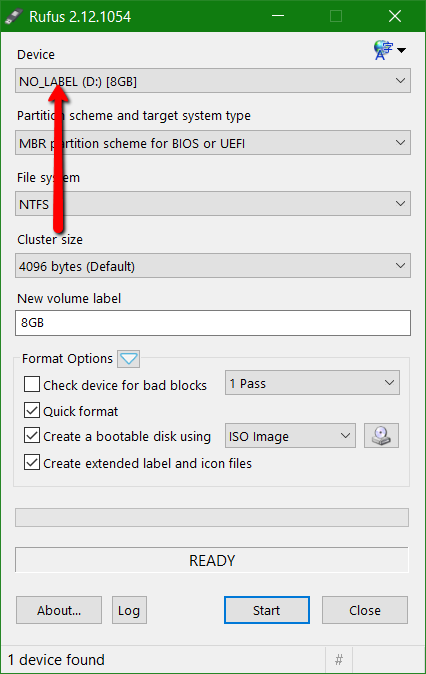 Rufus 2.12.1054
Device
NO_LABEL (D:) [8GB]
Partition scheme and target system type
MBR partition scheme for BIOS or UEFI
File system
NTFS
Cluster size
4096 bytes (Default)
New volume label
8GB
Format Options
Check device for bad blocks 1 Pass
Quick format
Create a bootable disk using ISO Image
Create extended label and icon files
READY
About... Log Start Close
1 device found #